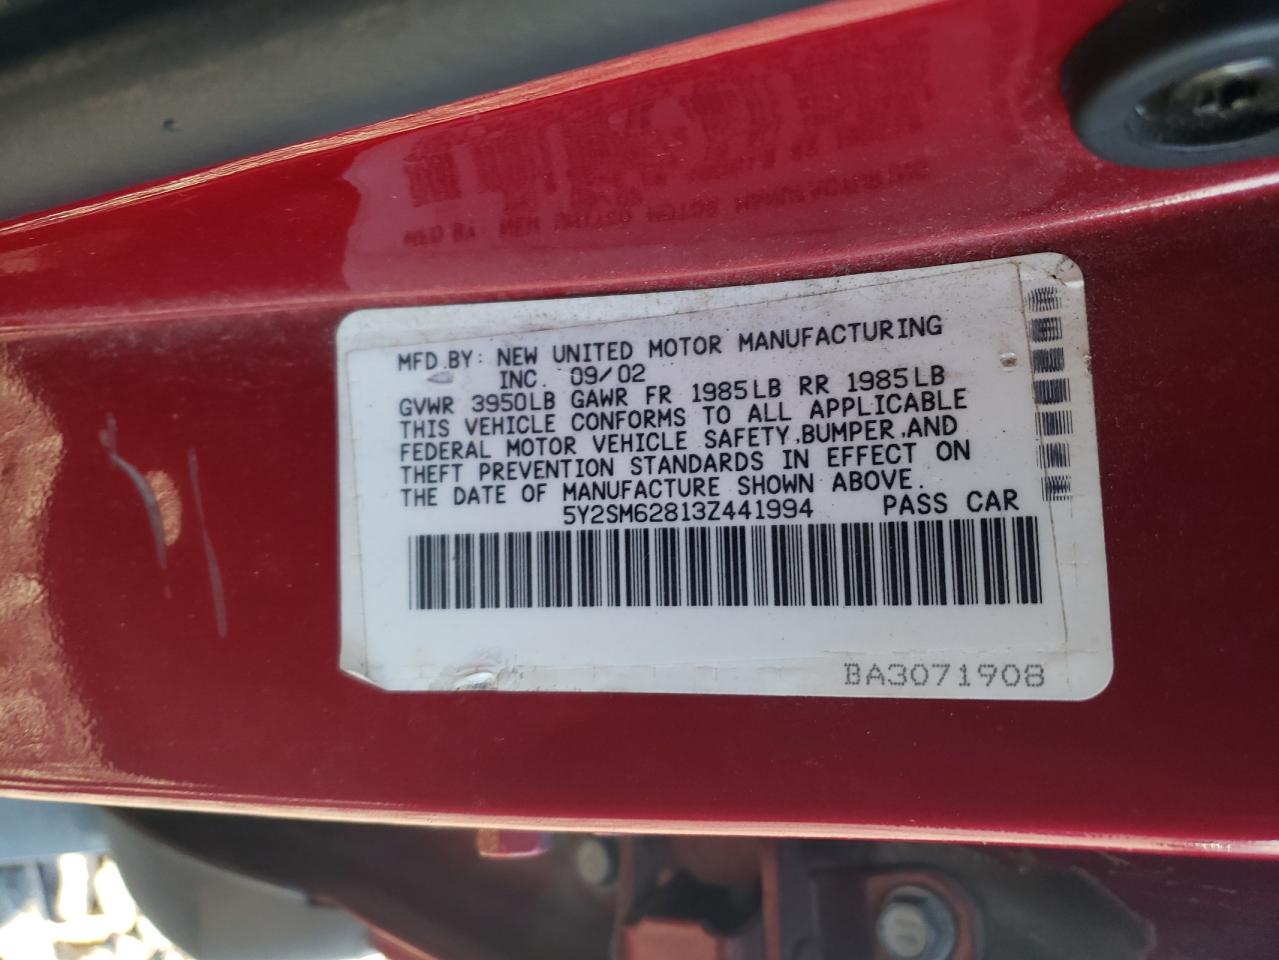 MFD.BY: NEW UNITED MOTOR MANUFACTURING
INC. 09/02
GVWR 3950LB GAWR FR 1985LB RR 1985LB
THIS VEHICLE CONFORMS TO ALL APPLICABLE
FEDERAL MOTOR VEHICLE SAFETY,BUMPER,AND
THEFT PREVENTION STANDARDS IN EFFECT ON
THE DATE OF MANUFACTURE SHOWN ABOVE.
5Y2SM62813Z441994 PASS CAR
BA3071908